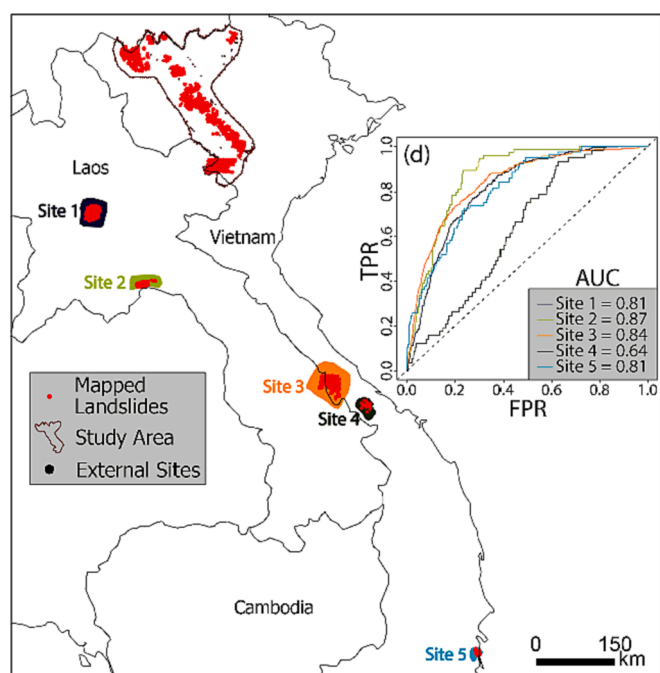 Laos
Site 1
Vietnam
Site 2
Site 3
Site 4
Mapped
Landslides
Study Area
External Sites
Cambodia
Site 5
0 150
km
(d)
TPR
1.0
0.8
0.6
0.4
0.2
0.0
0.0 0.2 0.4 0.6 0.8 1.0
FPR
AUC
Site 1 = 0.81
Site 2 = 0.87
Site 3 = 0.84
Site 4 = 0.64
Site 5 = 0.81